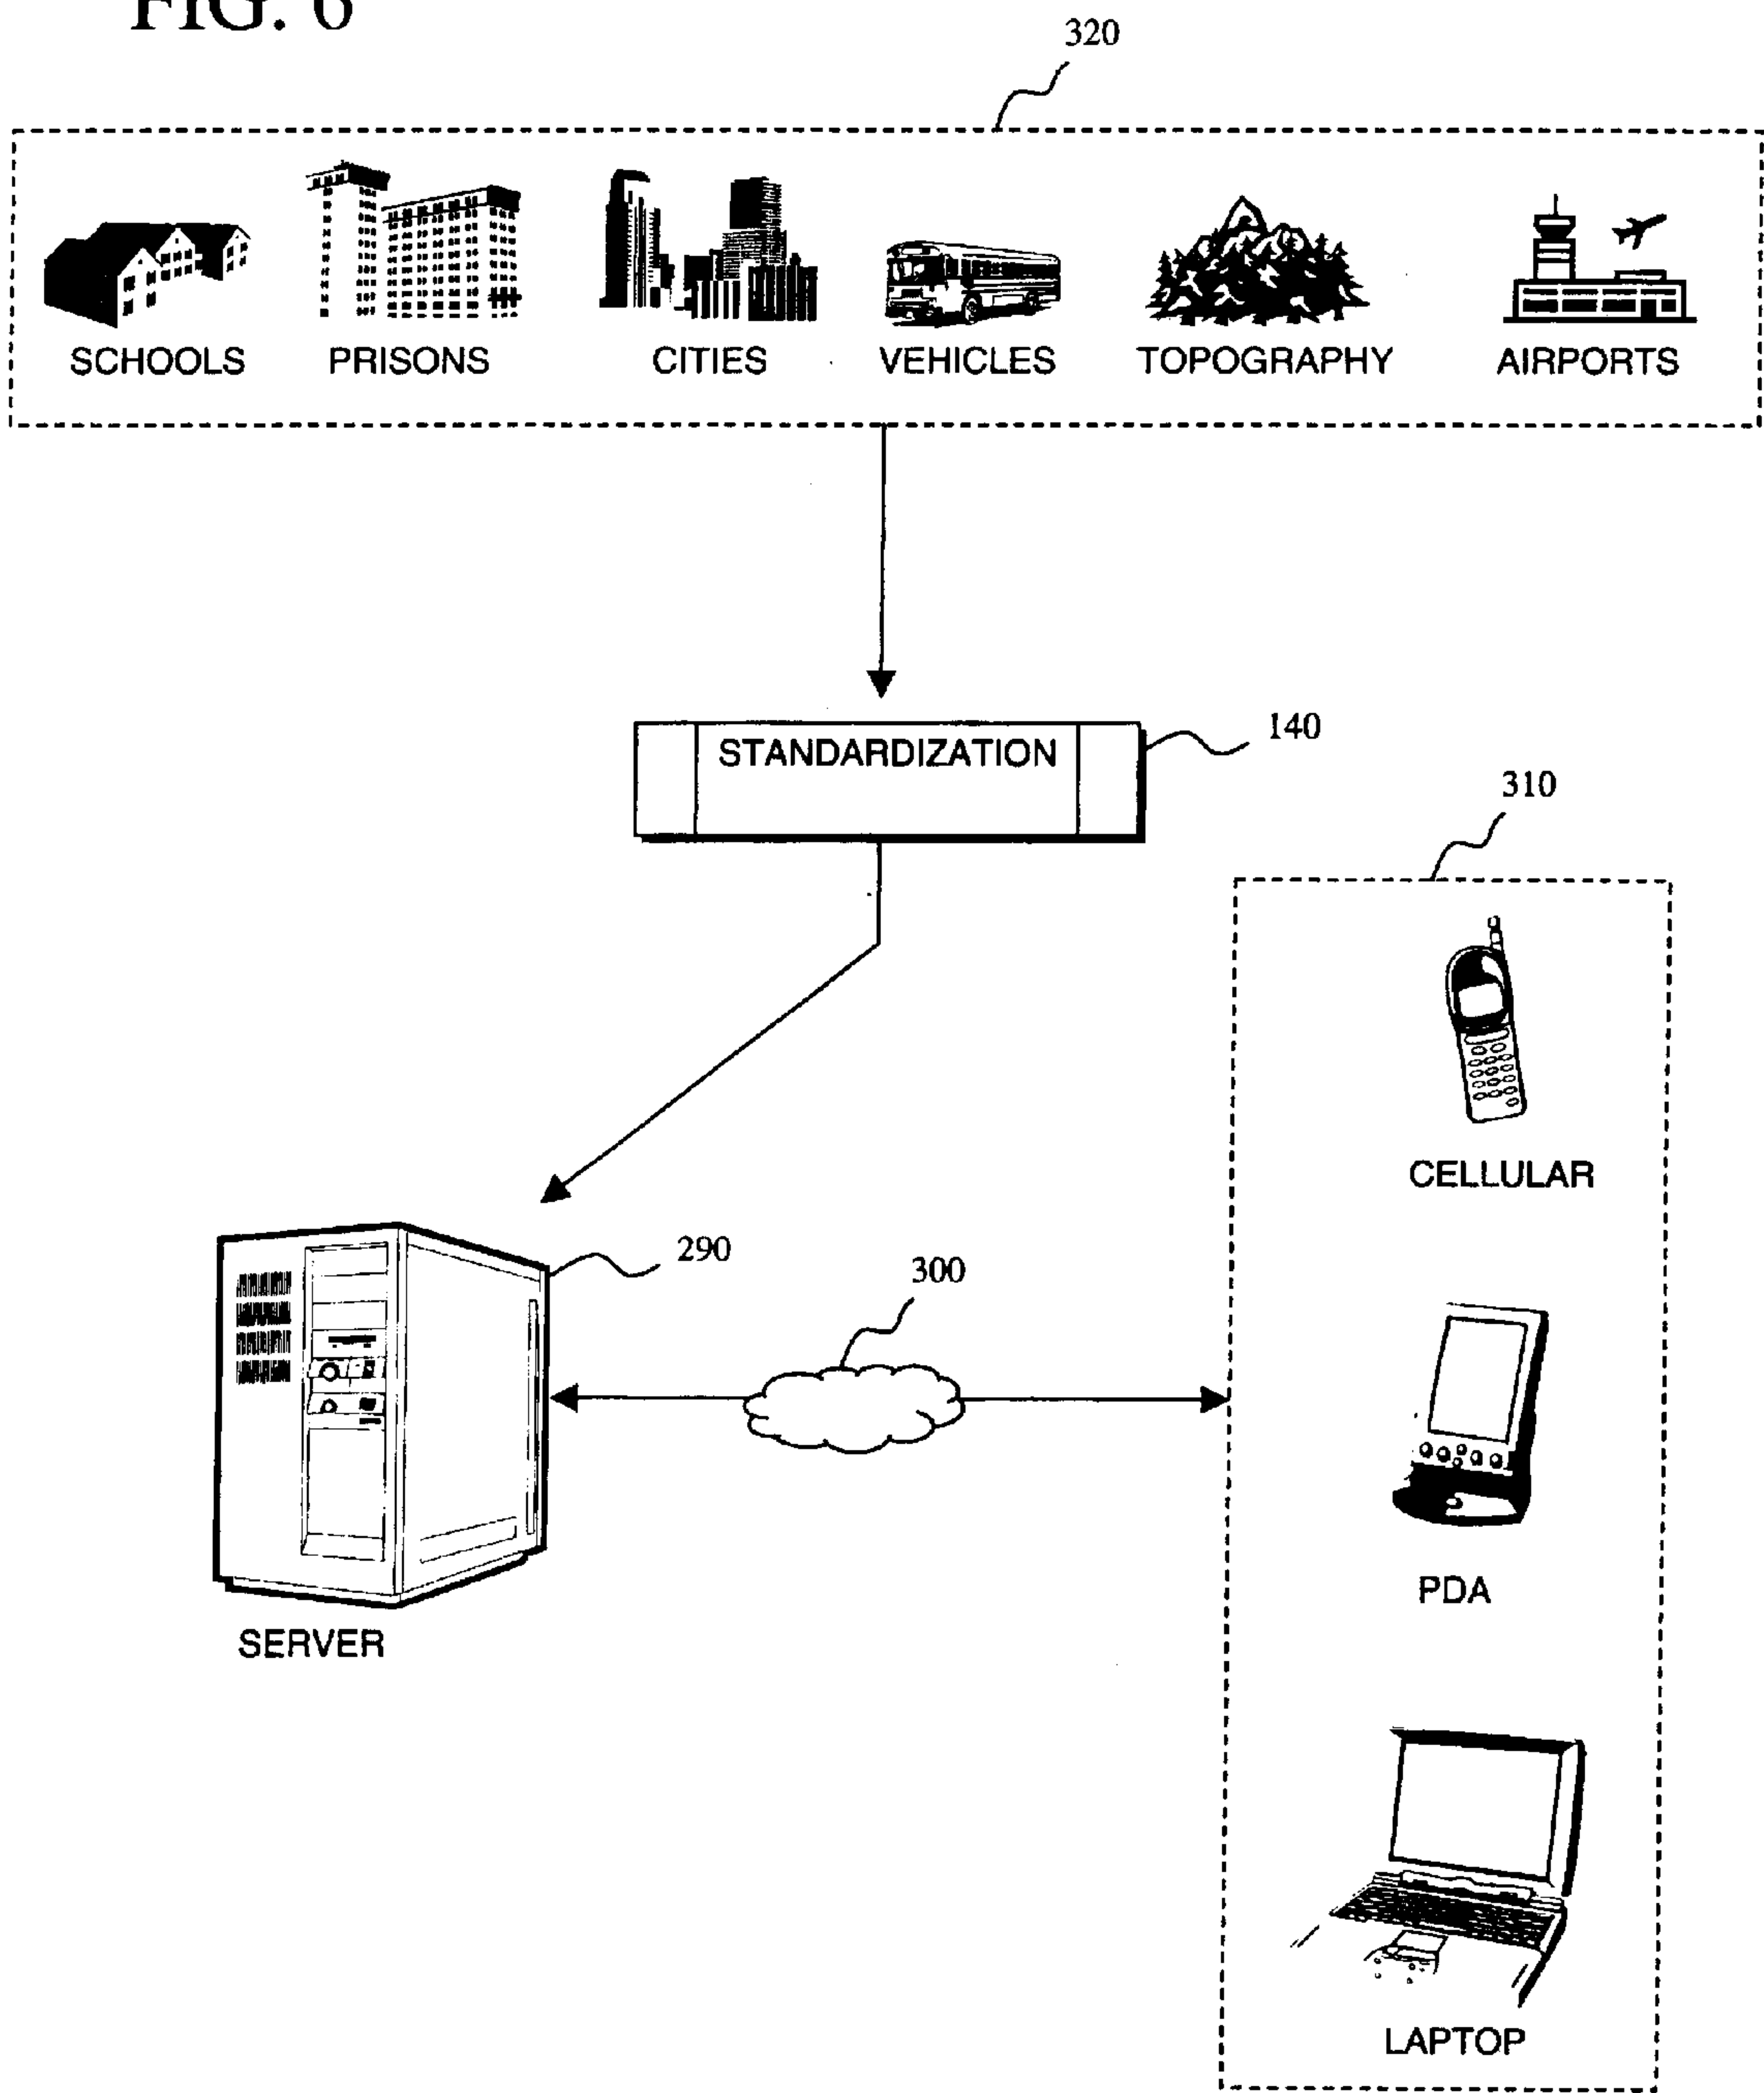 FIG. 6
320
SCHOOLS PRISONS CITIES VEHICLES TOPOGRAPHY AIRPORTS
STANDARDIZATION
140
310
CELLULAR
290
300
PDA
SERVER
LAPTOP